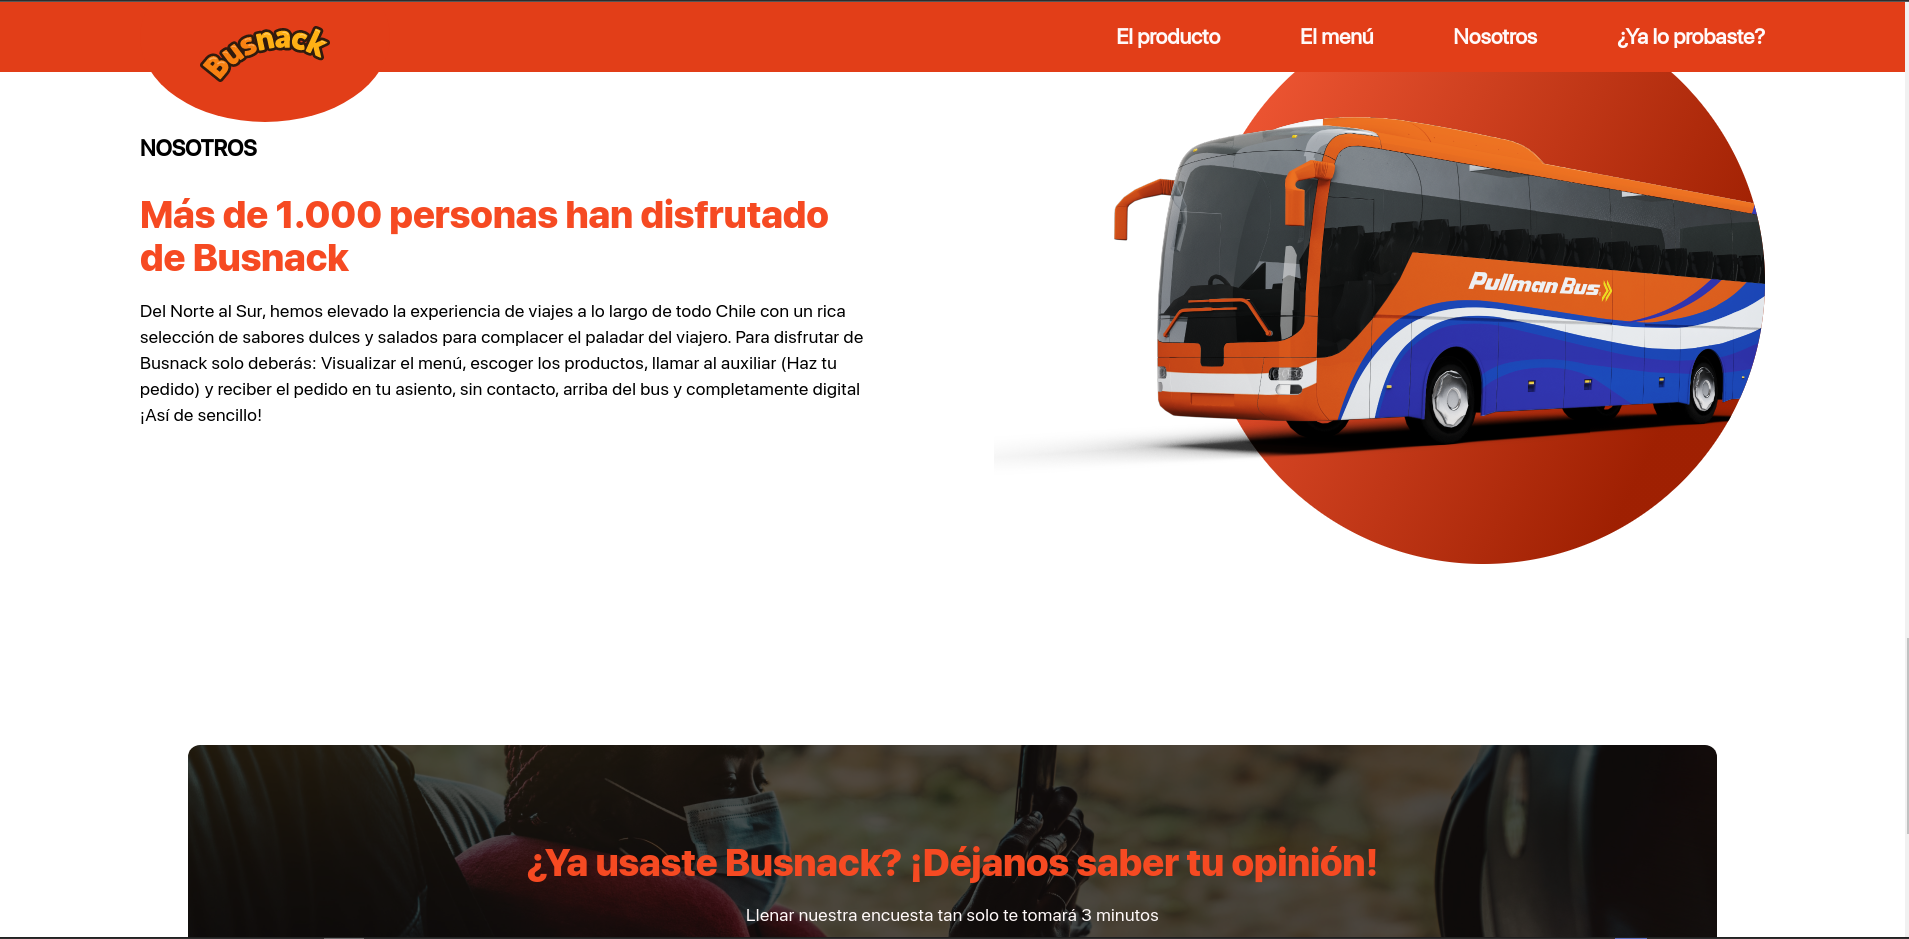 Busnack
El producto
El menú
Nosotros
¿Ya lo probaste?
NOSOTROS
Más de 1.000 personas han disfrutado
de Busnack
Del Norte al Sur, hemos elevado la experiencia de viajes a lo largo de todo Chile con un rica
selección de sabores dulces y salados para complacer el paladar del viajero. Para disfrutar de
Busnack solo deberás: Visualizar el menú, escoger los productos, llamar al auxiliar (Haz tu
pedido) y reciber el pedido en tu asiento, sin contacto, arriba del bus y completamente digital
¡Así de sencillo!
Pullman Bus
¿Ya usaste Busnack? ¡Déjanos saber tu opinión!
Llenar nuestra encuesta tan solo te tomará 3 minutos